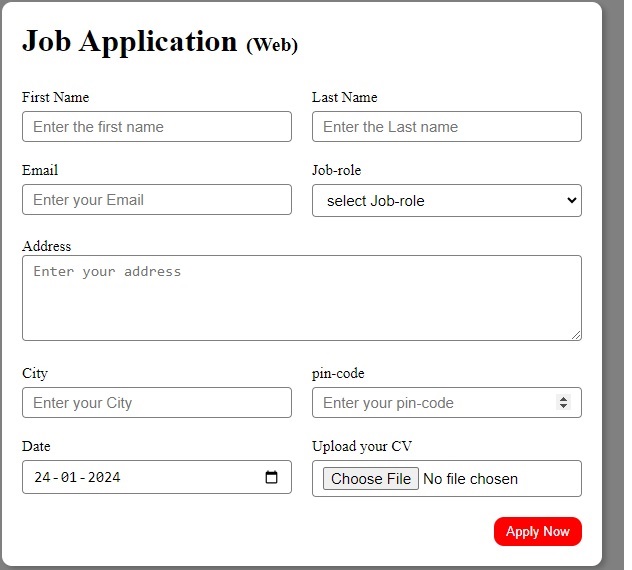 Job Application (Web)
First Name Last Name
Enter the first name Enter the Last name
Email Job-role
Enter your Email select Job-role
Address
Enter your address
City pin-code
Enter your City Enter your pin-code
Date Upload your CV
24-01-2024 Choose File No file chosen
Apply Now